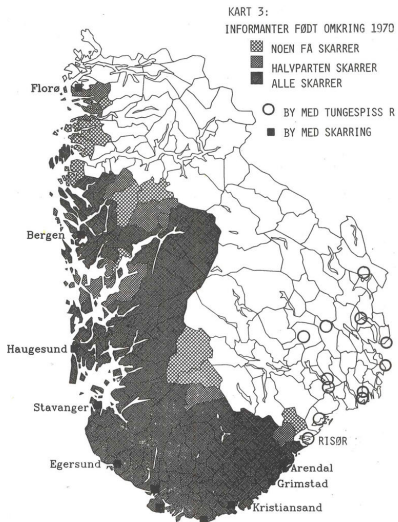 KART 3:
INFORMANTER FØDT OMKRING 1970
NOEN FÅ SKARRER
HALVPARTEN SKARRER
ALLE SKARRER
BY MED TUNGESPISS R
BY MED SKARRING
Florø
Bergen
Haugesund
Stavanger
Egersund
RISØR
Arendal
Grimstad
Kristiansand